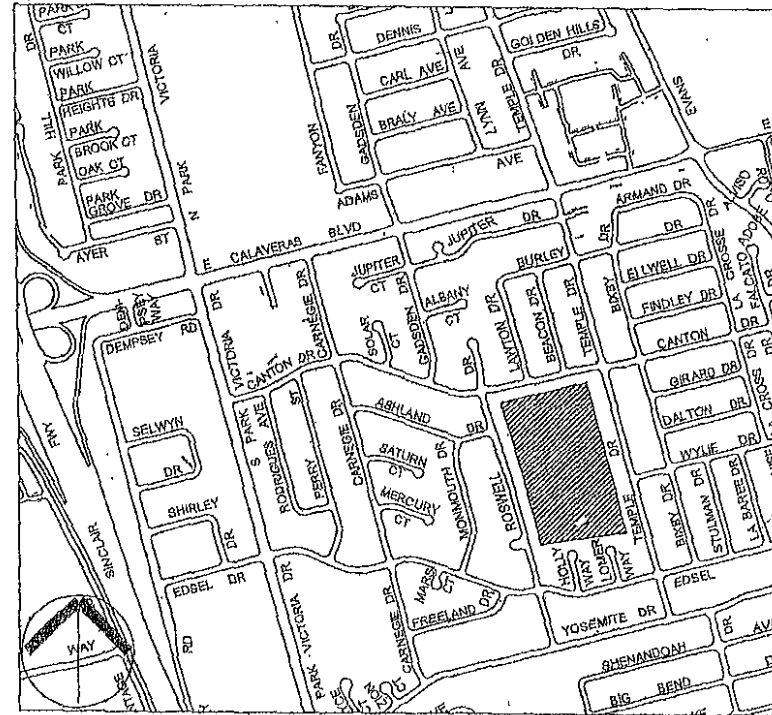 PARK
CT
PARK
WILLOW CT
PARK
HEIGHTS DR
PARK
BROOK CT
OAK CT
PARK
GROVE DR
AYER ST
DR
PARK HILL
VICTORIA
N PARK
DR
FANYON
GADSDEN
DENNIS
CARL AVE
BRALY AVE
ADAMS AVE
AVE
LYNN
TEMPLE DR
GOLDEN HILLS
DR
EVANS
E CALAVERAS BLVD
JUPITER DR
JUPITER
CT
ALBANY
CT
SOLAR
CT
GADSDEN DR
CARNEGIE DR
BURLEY
DR
LAYTON DR
BEACON DR
TEMPLE DR
BIXBY DR
ARMAND DR
DR
ELLWELL DR
FINDLEY DR
CANTON DR
GIRARD DR
DALTON DR
WYLIE DR
LA CROSSE DR
DEMPSEY
WAY
DEMPSEY RD
VICTORIA DR
CANTON DR
S PARK
RODRIGUES AVE
PERRY ST
CARNEGIE DR
ASHLAND DR
SATURN
CT
MERCURY
CT
MONMOUTH DR
ROSWELL DR
TEMPLE DR
BIXBY DR
STULMAN DR
LA BAREE DR
SELWYN
DR
SHIRLEY
DR
EDSEL DR
HWY
SINCLAIR
RD
PARK VICTORIA DR
CARNEGIE DR
MARS
CT
FREELAND DR
HOLLY
WAY
LOMER
WAY
EDSEL
YOSEMITE DR
SHENANDOAH
DR
AVE
BIG BEND
WAY